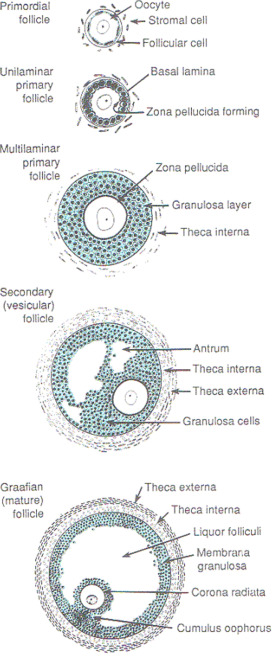 Primordial
follicle
Oocyte
Stromal cell
Follicular cell
Unilaminar
primary
follicle
Basal lamina
Zona pellucida forming
Multilaminar
primary
follicle
Zona pellucida
Granulosa layer
Theca interna
Secondary
(vesicular)
follicle
Antrum
Theca interna
Theca externa
Granulosa cells
Graafian
(mature)
follicle
Theca externa
Theca interna
Liquor folliculi
Membrana
granulosa
Corona radiata
Cumulus oophorus